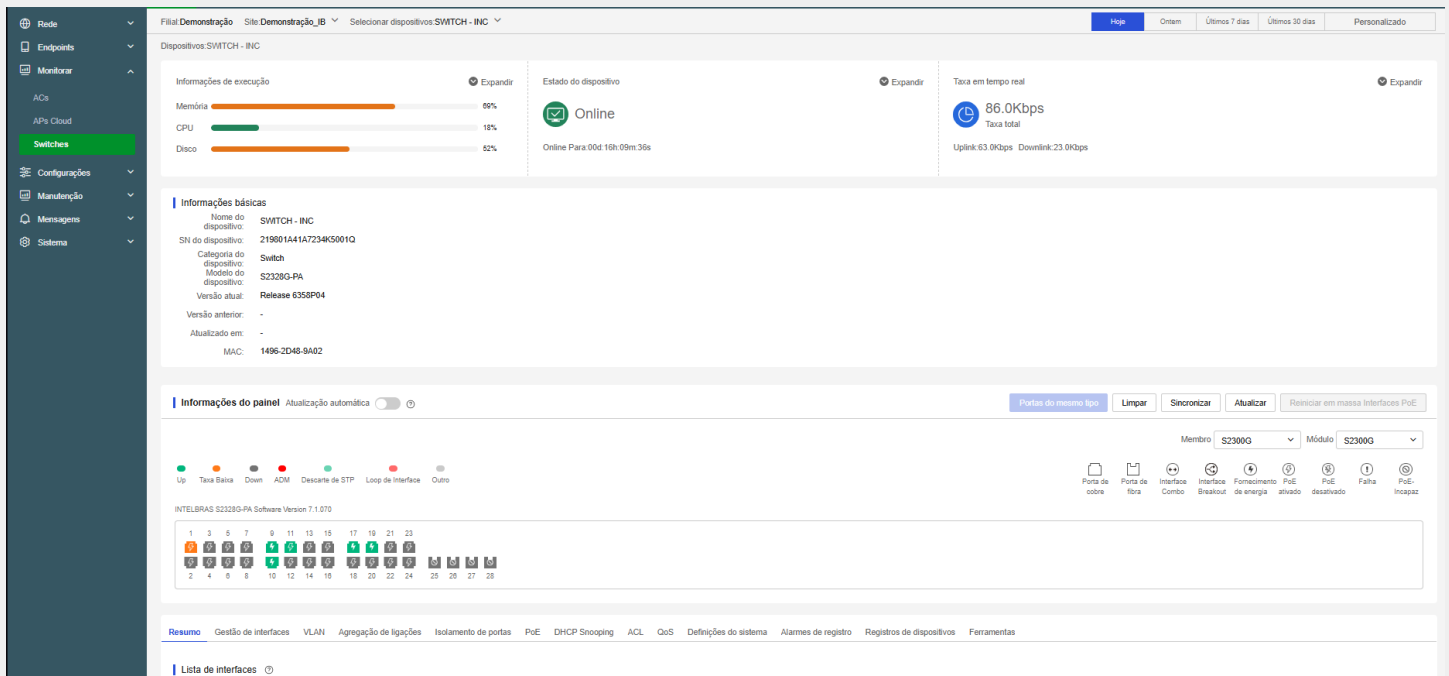 Rede
Endpoints
Monitorar
ACs
APs Cloud
Switches
Configurações
Manutenção
Mensagens
Sistema
Filial:Demonstração Site:Demonstração_IB Selecionar dispositivos:SWITCH - INC
Hoje Ontem Últimos 7 dias Últimos 30 dias Personalizado
Dispositivos:SWITCH - INC
Informações de execução Expandir
Memória 69%
CPU 18%
Disco 62%
Estado do dispositivo Expandir
Online
Online Para:00d:16h:09m:36s
Taxa em tempo real Expandir
86.0Kbps
Taxa total
Uplink:63.0Kbps Downlink:23.0Kbps
Informações básicas
Nome do dispositivo: SWITCH - INC
SN do dispositivo: 219801A41A7234K5001Q
Categoria do dispositivo: Switch
Modelo do dispositivo: S2328G-PA
Versão atual: Release 6358P04
Versão anterior: -
Atualizado em: -
MAC: 1496-2D48-9A02
Informações do painel Atualização automática
Portas do mesmo tipo Limpar Sincronizar Atualizar Reiniciar em massa Interfaces PoE
Membro S2300G Módulo S2300G
Up Taxa Baixa Down ADM Descarte de STP Loop de Interface Outro
Porta de cobre Porta de fibra Interface Combo Interface Breakout Fornecimento de energia PoE ativado PoE desativado Falha PoE-Incapaz
INTELBRAS S2328G-PA Software Version 7.1.070
1 3 5 7 9 11 13 15 17 19 21 23
2 4 6 8 10 12 14 16 18 20 22 24 25 26 27 28
Resumo Gestão de interfaces VLAN Agregação de ligações Isolamento de portas PoE DHCP Snooping ACL QoS Definições do sistema Alarmes de registro Registros de dispositivos Ferramentas
Lista de interfaces